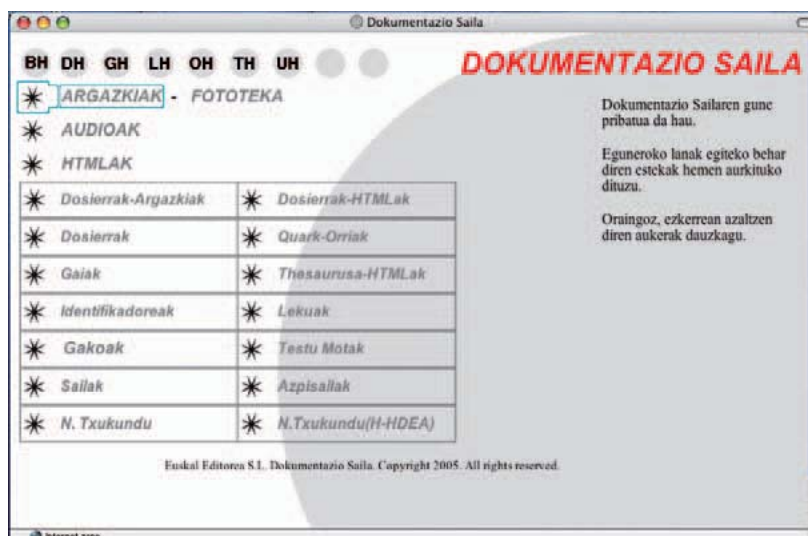 Dokumentazio Saila
BH DH GH LH OH TH UH
DOKUMENTAZIO SAILA
ARGAZKIAK - FOTOTEKA
AUDIOAK
HTMLAK
Dosierrak-Argazkiak
Dosierrak-HTMLak
Dosierrak
Quark-Orriak
Gaiak
Thesaurusa-HTMLak
Identifikadoreak
Lekuak
Gakoak
Testu Motak
Sailak
Azpisailak
N. Txukundu
N.Txukundu(H-HDEA)
Dokumentazio Sailaren gune
pribatua da hau.
Eguneroko lanak egiteko behar
diren estekak hemen aurkituko
dituzu.
Oraingoz, ezkerrean azaltzen
diren aukerak dauzkagu.
Euskal Editorea S.L. Dokumentazio Saila. Copyright 2005. All rights reserved.